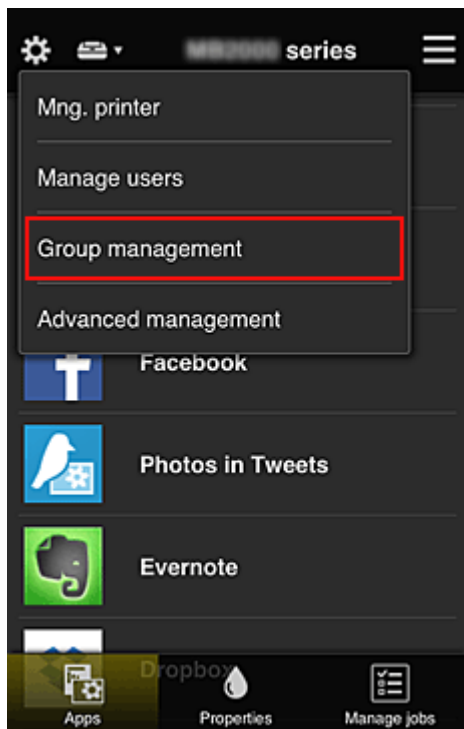 series
Mng. printer
Manage users
Group management
Advanced management
Facebook
Photos in Tweets
Evernote
Dropbox
Apps
Properties
Manage jobs